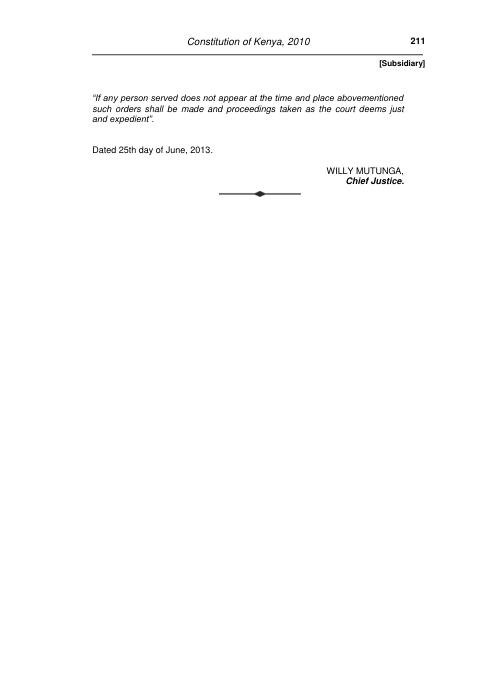 Constitution of Kenya, 2010 211
[Subsidiary]
“If any person served does not appear at the time and place abovementioned
such orders shall be made and proceedings taken as the court deems just
and expedient”.
Dated 25th day of June, 2013.
WILLY MUTUNGA,
Chief Justice.